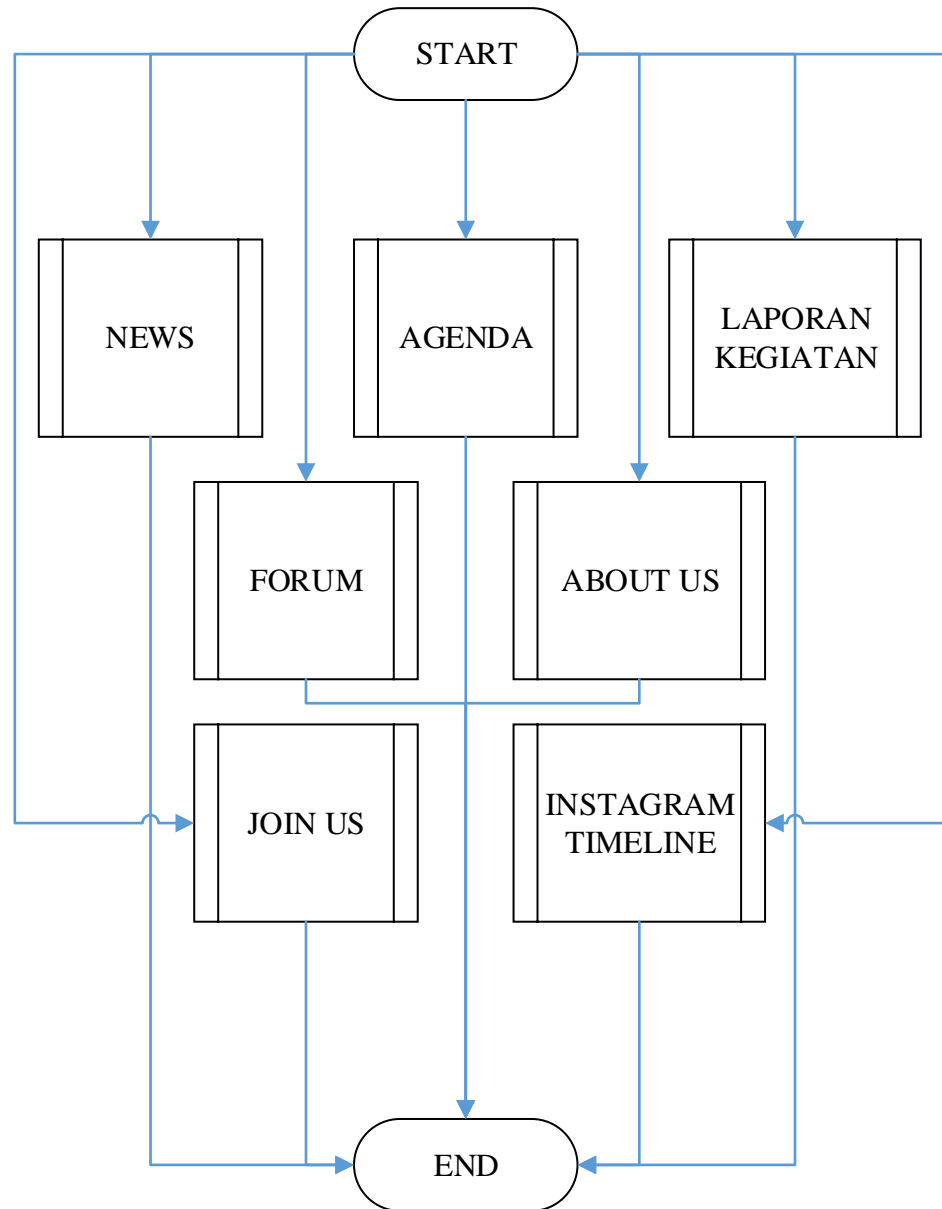 START
NEWS
AGENDA
LAPORAN
KEGIATAN
FORUM
ABOUT US
JOIN US
INSTAGRAM
TIMELINE
END